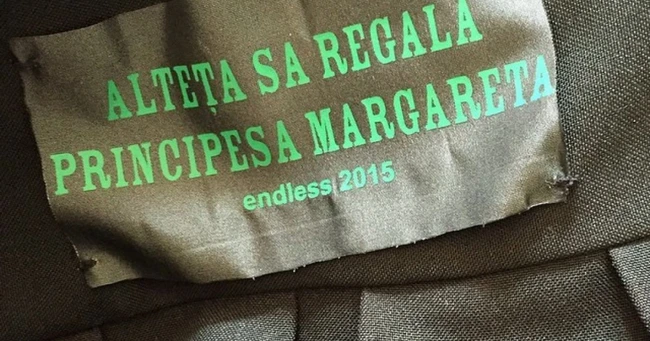 ALTEȚA SA REGALA
PRINCIPESA MARGARETA
endless 2015